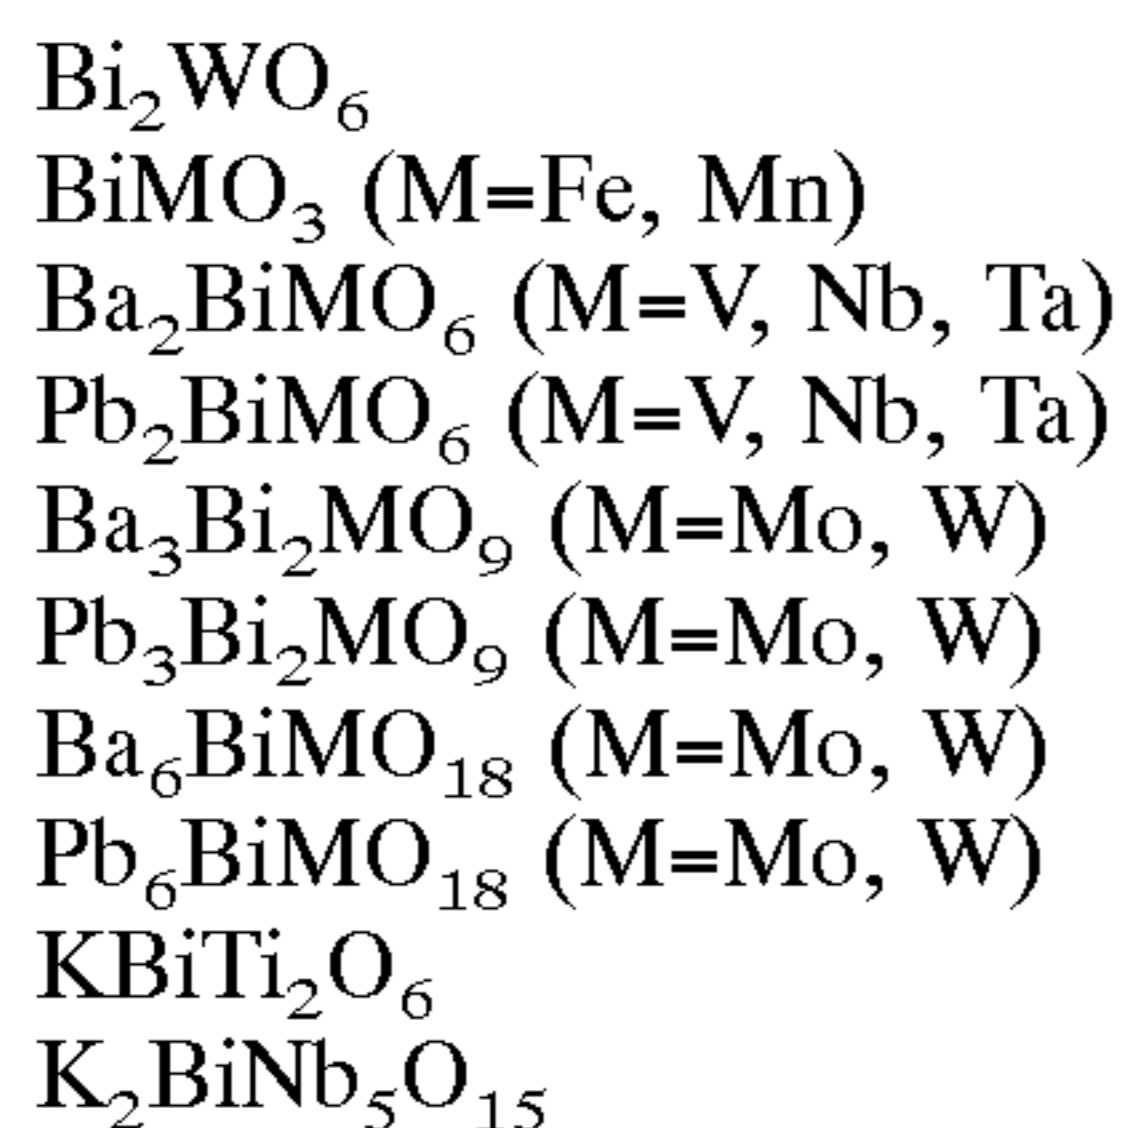 Bi₂WO₆
BiMO₃ (M=Fe, Mn)
Ba₂BiMO₆ (M=V, Nb, Ta)
Pb₂BiMO₆ (M=V, Nb, Ta)
Ba₃Bi₂MO₉ (M=Mo, W)
Pb₃Bi₂MO₉ (M=Mo, W)
Ba₆BiMO₁₈ (M=Mo, W)
Pb₆BiMO₁₈ (M=Mo, W)
KBiTi₂O₆
K₂BiNb₅O₁₅